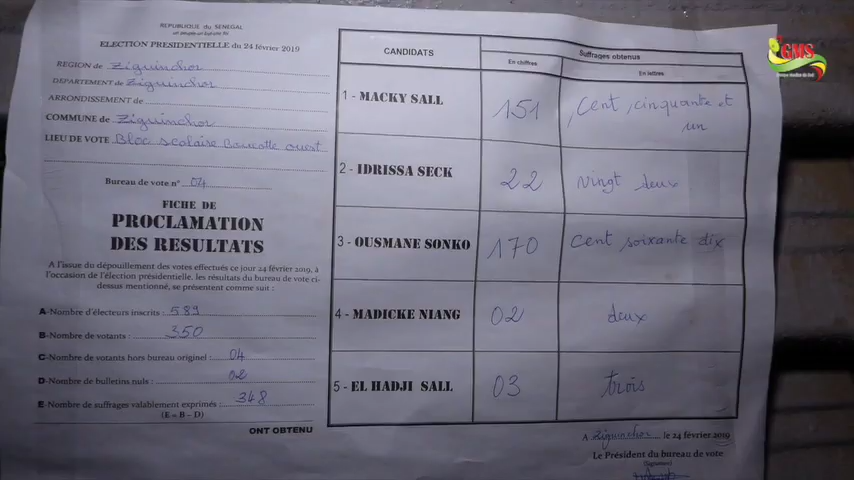 REPUBLIQUE du SENEGAL
ELECTION PRESIDENTIELLE du 24 février 2019
REGION de Ziguinchor
DEPARTEMENT de Ziguinchor
ARRONDISSEMENT de
COMMUNE de Ziguinchor
LIEU DE VOTE Bloc scolaire Boucotte ouest
Bureau de vote n° 04
FICHE DE
PROCLAMATION
DES RESULTATS
A l'issue du dépouillement des votes effectués ce jour 24 février 2019, à
l'occasion de l'élection présidentielle, les résultats du bureau de vote ci-
dessus mentionné, se présentent comme suit :
A-Nombre d'électeurs inscrits : 589
B-Nombre de votants : 350
C-Nombre de votants hors bureau originel : 04
D-Nombre de bulletins nuls : 02
E-Nombre de suffrages valablement exprimés : 348
(E = B - D)
ONT OBTENU
CANDIDATS
Suffrages obtenus
En chiffres
En lettres
1 - MACKY SALL 151 Cent cinquante et
un
2 - IDRISSA SECK 22 vingt deux
3 - OUSMANE SONKO 170 Cent soixante dix
4 - MADICKE NIANG 02 deux
5 - EL HADJI SALL 03 trois
A Ziguinchor le 24 février 2019
Le Président du bureau de vote
(signature)
GMS